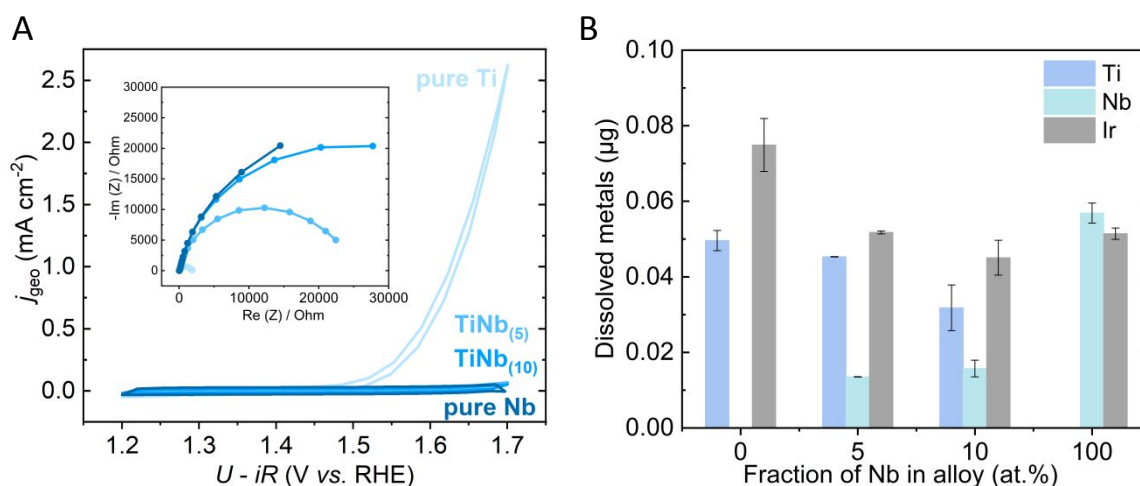 A
j_geo (mA cm⁻²)
2.5
2.0
1.5
1.0
0.5
0.0
1.2 1.3 1.4 1.5 1.6 1.7
U - iR (V vs. RHE)
pure Ti
TiNb(5)
TiNb(10)
pure Nb
-Im (Z) / Ohm
30000
25000
20000
15000
10000
5000
0
0 10000 20000 30000
Re (Z) / Ohm
B
Dissolved metals (µg)
0.10
0.08
0.06
0.04
0.02
0.00
0 5 10 100
Fraction of Nb in alloy (at.%)
Ti
Nb
Ir